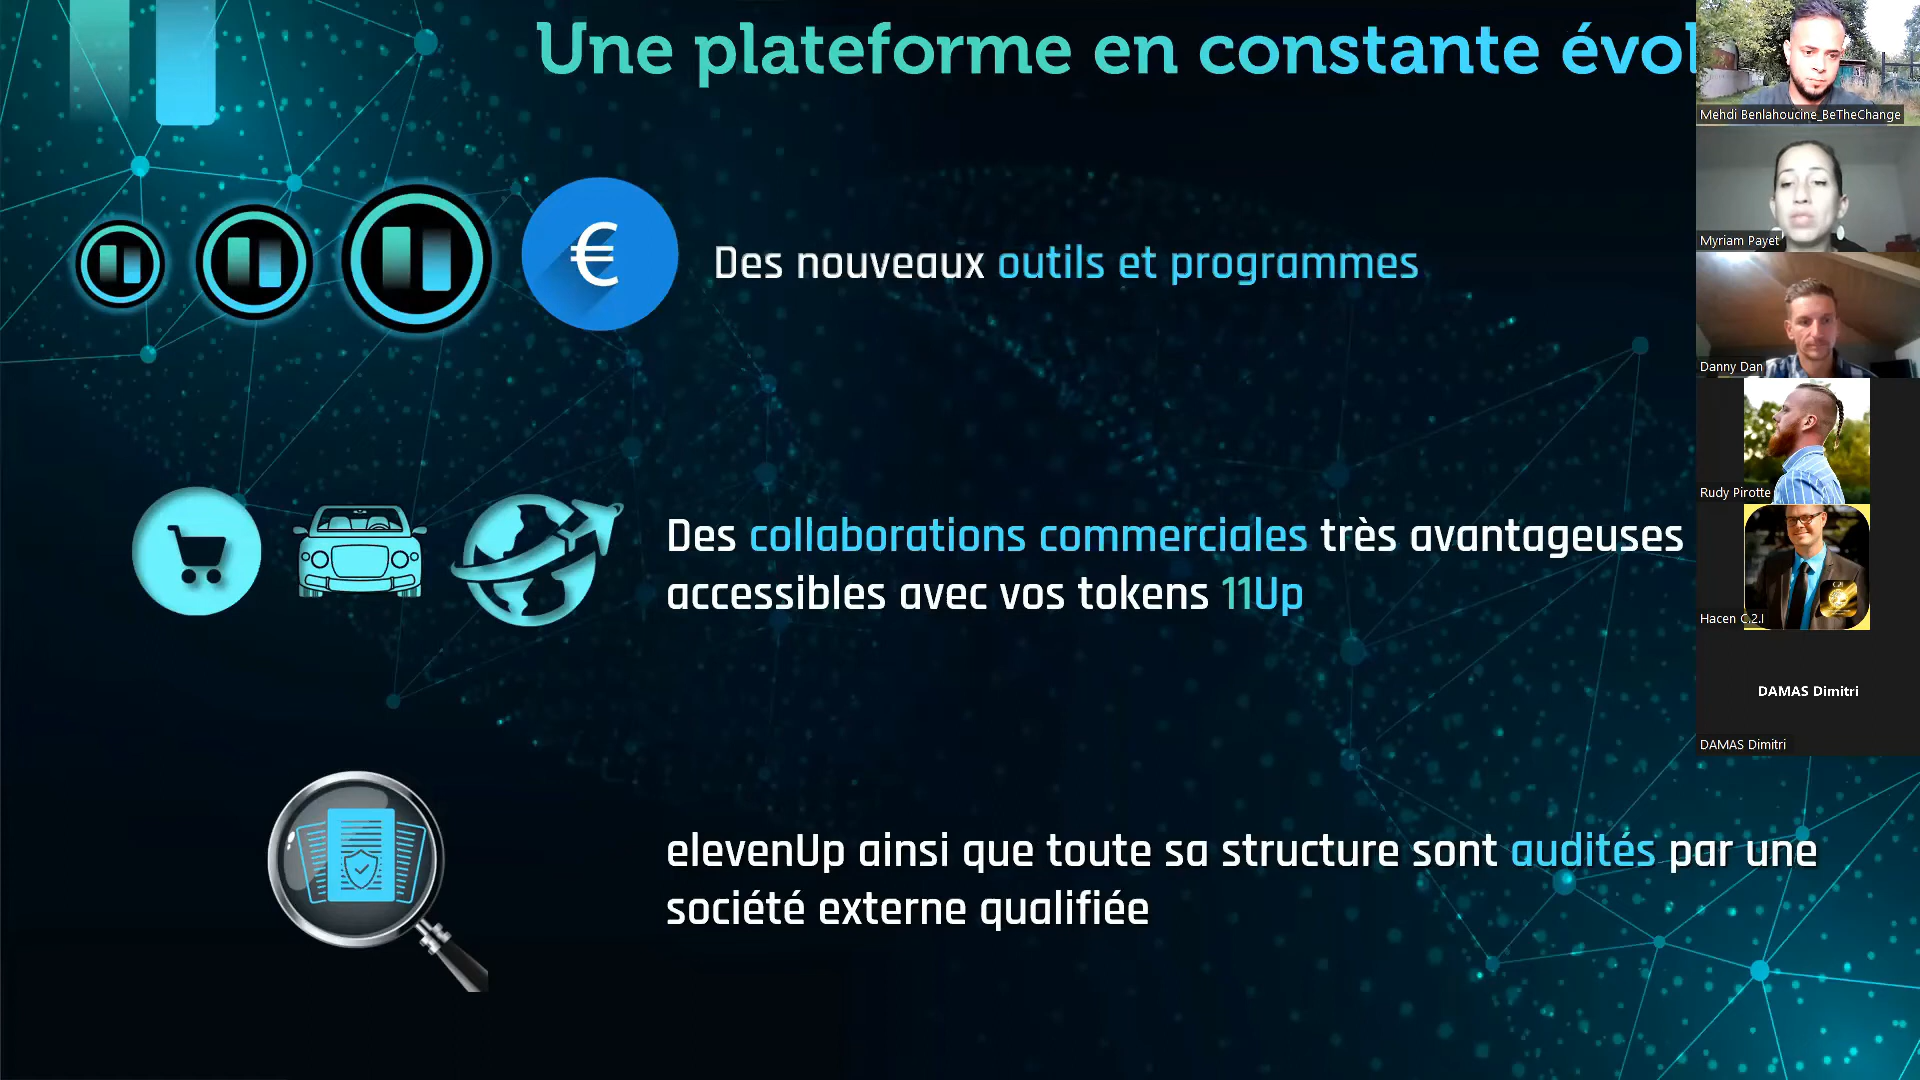 Une plateforme en constante évol
Des nouveaux outils et programmes
Des collaborations commerciales très avantageuses
accessibles avec vos tokens 11Up
elevenUp ainsi que toute sa structure sont audités par une
société externe qualifiée
Mehdi Benlahoucine_BeTheChange
Myriam Payet
Danny Dan
Rudy Pirotte
Hacen C.2.I
DAMAS Dimitri
DAMAS Dimitri